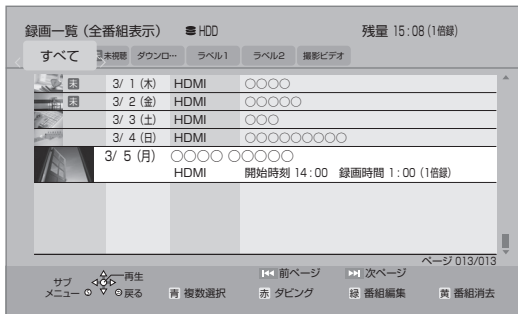 録画一覧（全番組表示） HDD 残量 15:08(1倍録)
すべて 未視聴 ダウンロ… ラベル1 ラベル2 撮影ビデオ
未 3/ 1 (木) HDMI ○○○○
未 3/ 2 (金) HDMI ○○○○○
3/ 3 (土) HDMI ○○○
3/ 4 (日) HDMI ○○○○○○○○○
3/ 5 (月) ○○○○ ○○○○○
HDMI 開始時刻 14:00 録画時間 1:00 (1倍録)
ページ 013/013
サブメニュー 再生 戻る 前ページ 次ページ
青 複数選択 赤 ダビング 緑 番組編集 黄 番組消去